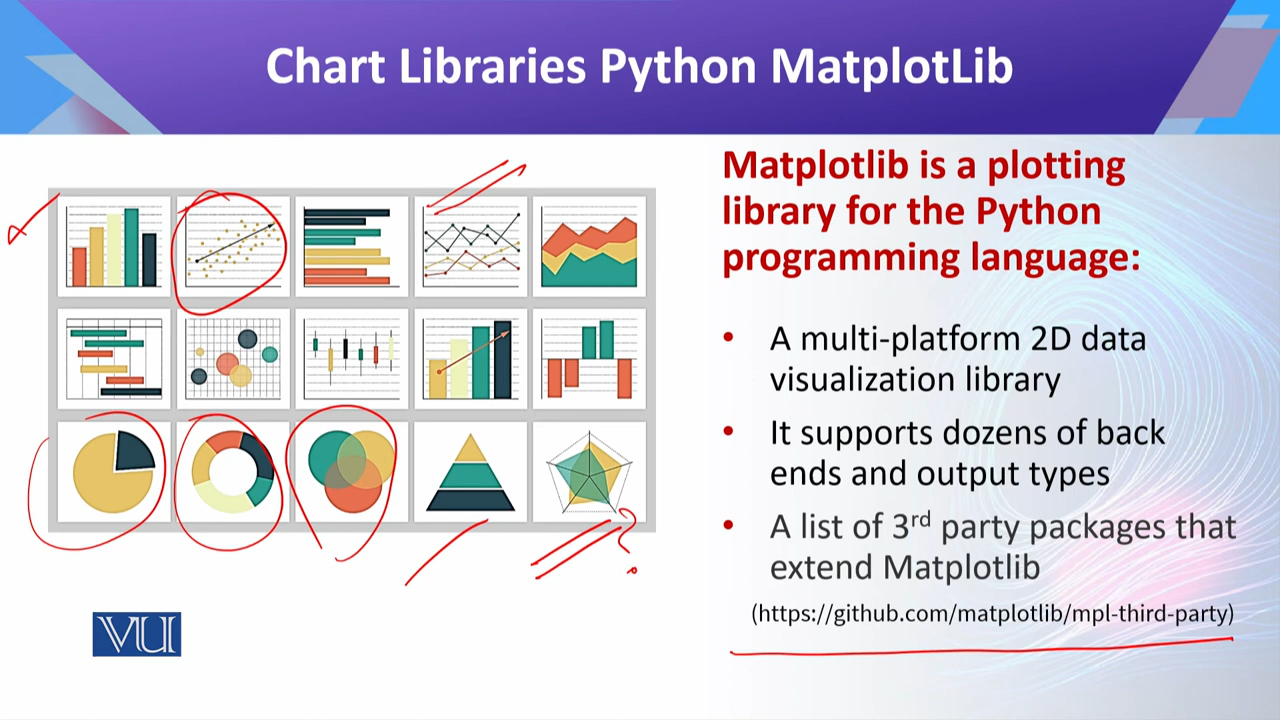 Chart Libraries Python MatplotLib
Matplotlib is a plotting
library for the Python
programming language:
• A multi-platform 2D data
visualization library
• It supports dozens of back
ends and output types
• A list of 3rd party packages that
extend Matplotlib
(https://github.com/matplotlib/mpl-third-party)
?
VU